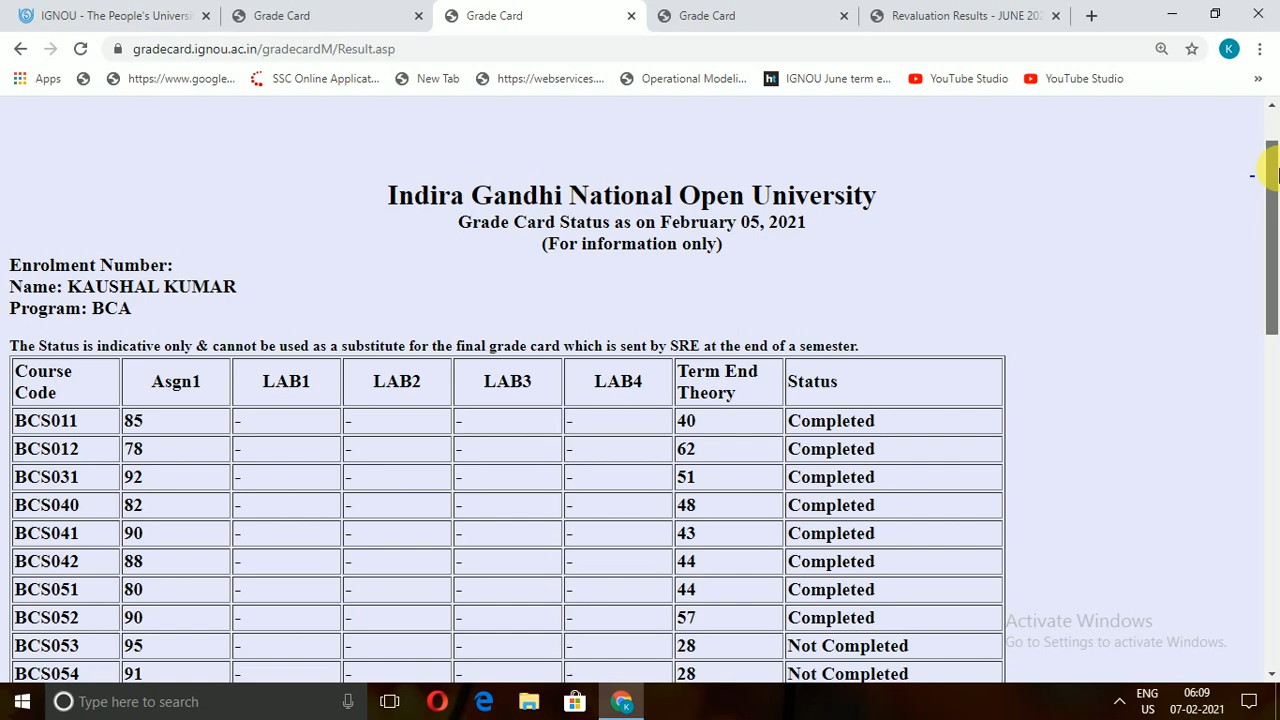 IGNOU - The People's Universi
Grade Card
Grade Card
Grade Card
Revaluation Results - JUNE 202
gradecard.ignou.ac.in/gradecardM/Result.asp
K
Apps
https://www.google...
SSC Online Applicat...
New Tab
https://webservices....
Operational Modeli...
ht
IGNOU June term e...
YouTube Studio
YouTube Studio
»
Indira Gandhi National Open University
Grade Card Status as on February 05, 2021
(For information only)
Enrolment Number:
Name: KAUSHAL KUMAR
Program: BCA
The Status is indicative only & cannot be used as a substitute for the final grade card which is sent by SRE at the end of a semester.
Course Code Asgn1 LAB1 LAB2 LAB3 LAB4 Term End Theory Status
BCS011 85 - - - - 40 Completed
BCS012 78 - - - - 62 Completed
BCS031 92 - - - - 51 Completed
BCS040 82 - - - - 48 Completed
BCS041 90 - - - - 43 Completed
BCS042 88 - - - - 44 Completed
BCS051 80 - - - - 44 Completed
BCS052 90 - - - - 57 Completed
BCS053 95 - - - - 28 Not Completed
BCS054 91 - - - - 28 Not Completed
Activate Windows
Go to Settings to activate Windows.
Type here to search
K
ENG
US
06:09
07-02-2021